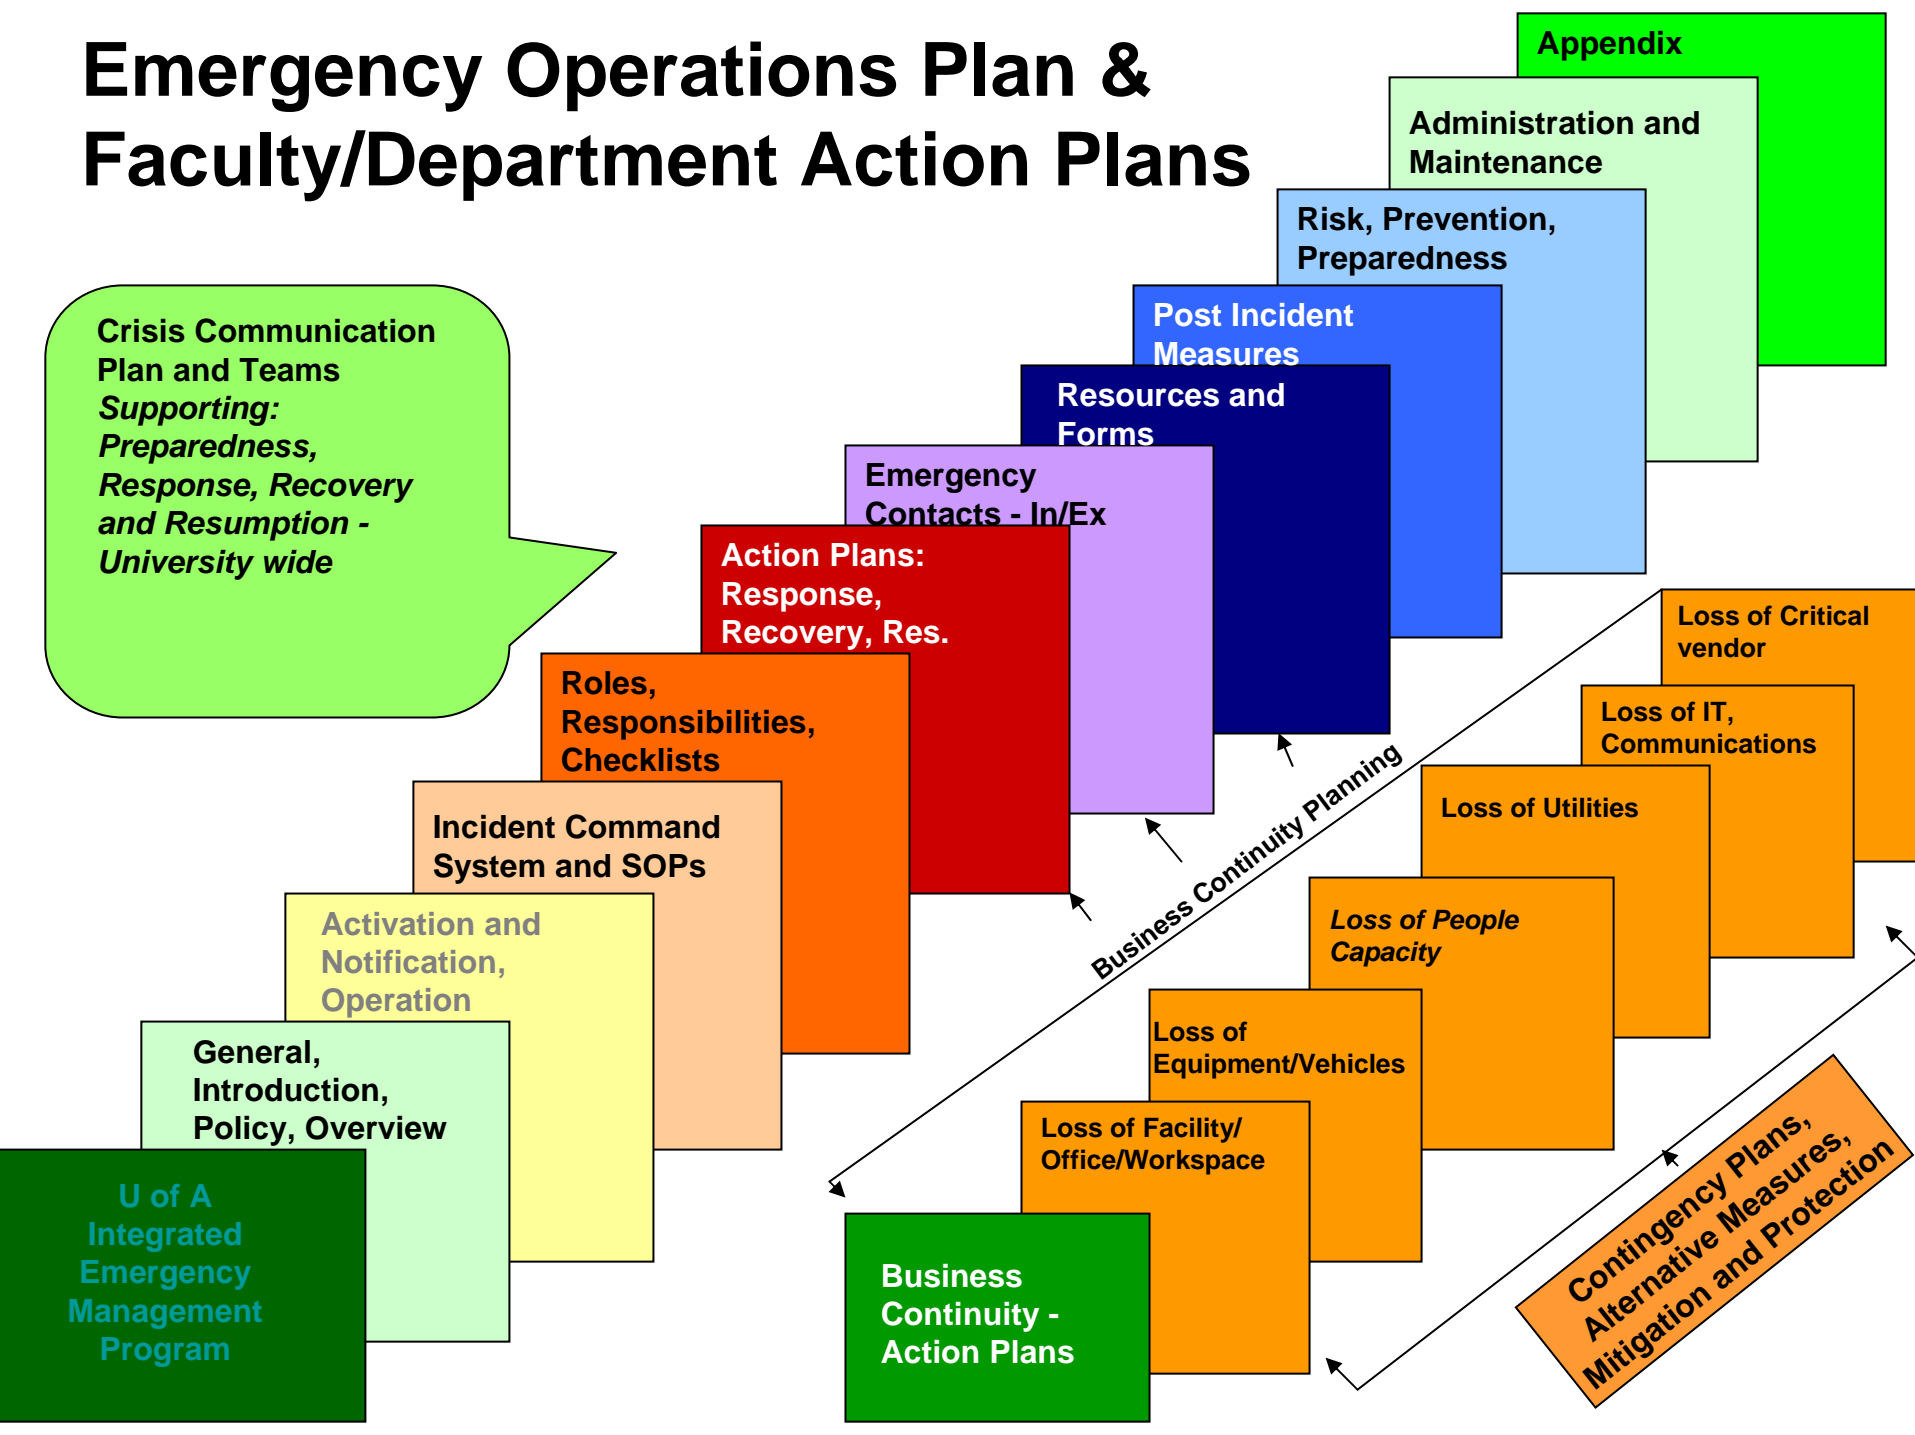 Emergency Operations Plan &
Faculty/Department Action Plans
Appendix
Administration and
Maintenance
Risk, Prevention,
Preparedness
Post Incident
Measures
Resources and
Forms
Emergency
Contacts - In/Ex
Action Plans:
Response,
Recovery, Res.
Roles,
Responsibilities,
Checklists
Incident Command
System and SOPs
Activation and
Notification,
Operation
General,
Introduction,
Policy, Overview
U of A
Integrated
Emergency
Management
Program
Crisis Communication
Plan and Teams
Supporting:
Preparedness,
Response, Recovery
and Resumption -
University wide
Business Continuity Planning
Loss of Critical
vendor
Loss of IT,
Communications
Loss of Utilities
Loss of People
Capacity
Loss of
Equipment/Vehicles
Loss of Facility/
Office/Workspace
Business
Continuity -
Action Plans
Contingency Plans,
Alternative Measures,
Mitigation and Protection